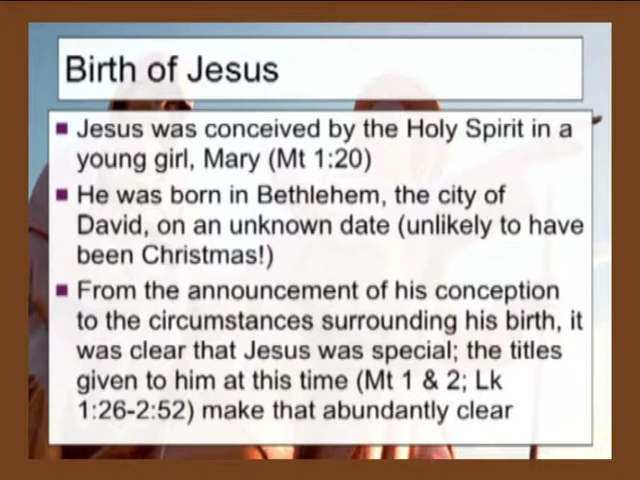 Birth of Jesus
■ Jesus was conceived by the Holy Spirit in a
young girl, Mary (Mt 1:20)
■ He was born in Bethlehem, the city of
David, on an unknown date (unlikely to have
been Christmas!)
■ From the announcement of his conception
to the circumstances surrounding his birth, it
was clear that Jesus was special; the titles
given to him at this time (Mt 1 & 2; Lk
1:26-2:52) make that abundantly clear